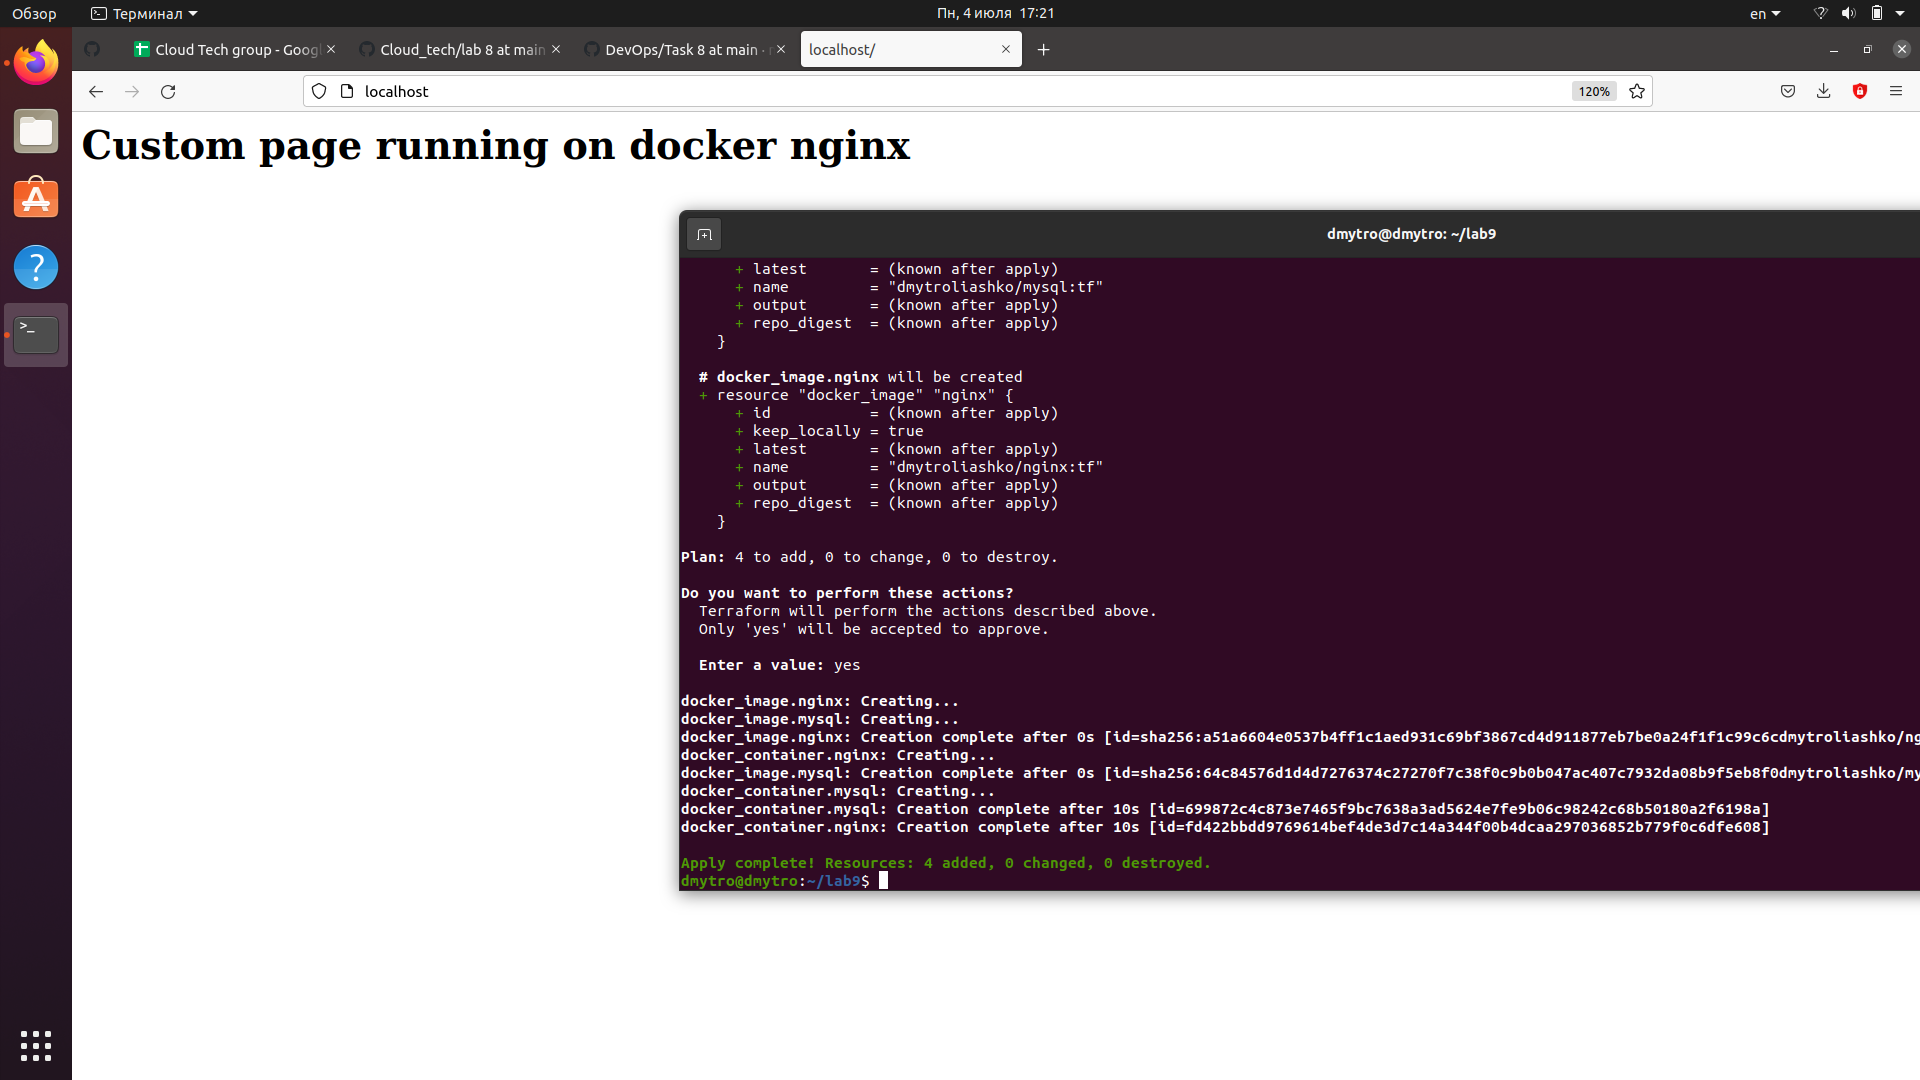 Обзор
Терминал
Пн, 4 июля 17:21
en
Cloud Tech group - Googl
Cloud_tech/lab 8 at main
DevOps/Task 8 at main ·
localhost/
localhost
120%
Custom page running on docker nginx
dmytro@dmytro: ~/lab9
+ latest = (known after apply)
+ name = "dmytroliashko/mysql:tf"
+ output = (known after apply)
+ repo_digest = (known after apply)
}
# docker_image.nginx will be created
+ resource "docker_image" "nginx" {
+ id = (known after apply)
+ keep_locally = true
+ latest = (known after apply)
+ name = "dmytroliashko/nginx:tf"
+ output = (known after apply)
+ repo_digest = (known after apply)
}
Plan: 4 to add, 0 to change, 0 to destroy.
Do you want to perform these actions?
Terraform will perform the actions described above.
Only 'yes' will be accepted to approve.
Enter a value: yes
docker_image.nginx: Creating...
docker_image.mysql: Creating...
docker_image.nginx: Creation complete after 0s [id=sha256:a51a6604e0537b4ff1c1aed931c69bf3867cd4d911877eb7be0a24f1f1c99c6cdmytroliashko/ng
docker_container.nginx: Creating...
docker_image.mysql: Creation complete after 0s [id=sha256:64c84576d1d4d7276374c27270f7c38f0c9b0b047ac407c7932da08b9f5eb8f0dmytroliashko/my
docker_container.mysql: Creating...
docker_container.mysql: Creation complete after 10s [id=699872c4c873e7465f9bc7638a3ad5624e7fe9b06c98242c68b50180a2f6198a]
docker_container.nginx: Creation complete after 10s [id=fd422bbdd9769614bef4de3d7c14a344f00b4dcaa297036852b779f0c6dfe608]
Apply complete! Resources: 4 added, 0 changed, 0 destroyed.
dmytro@dmytro:~/lab9$